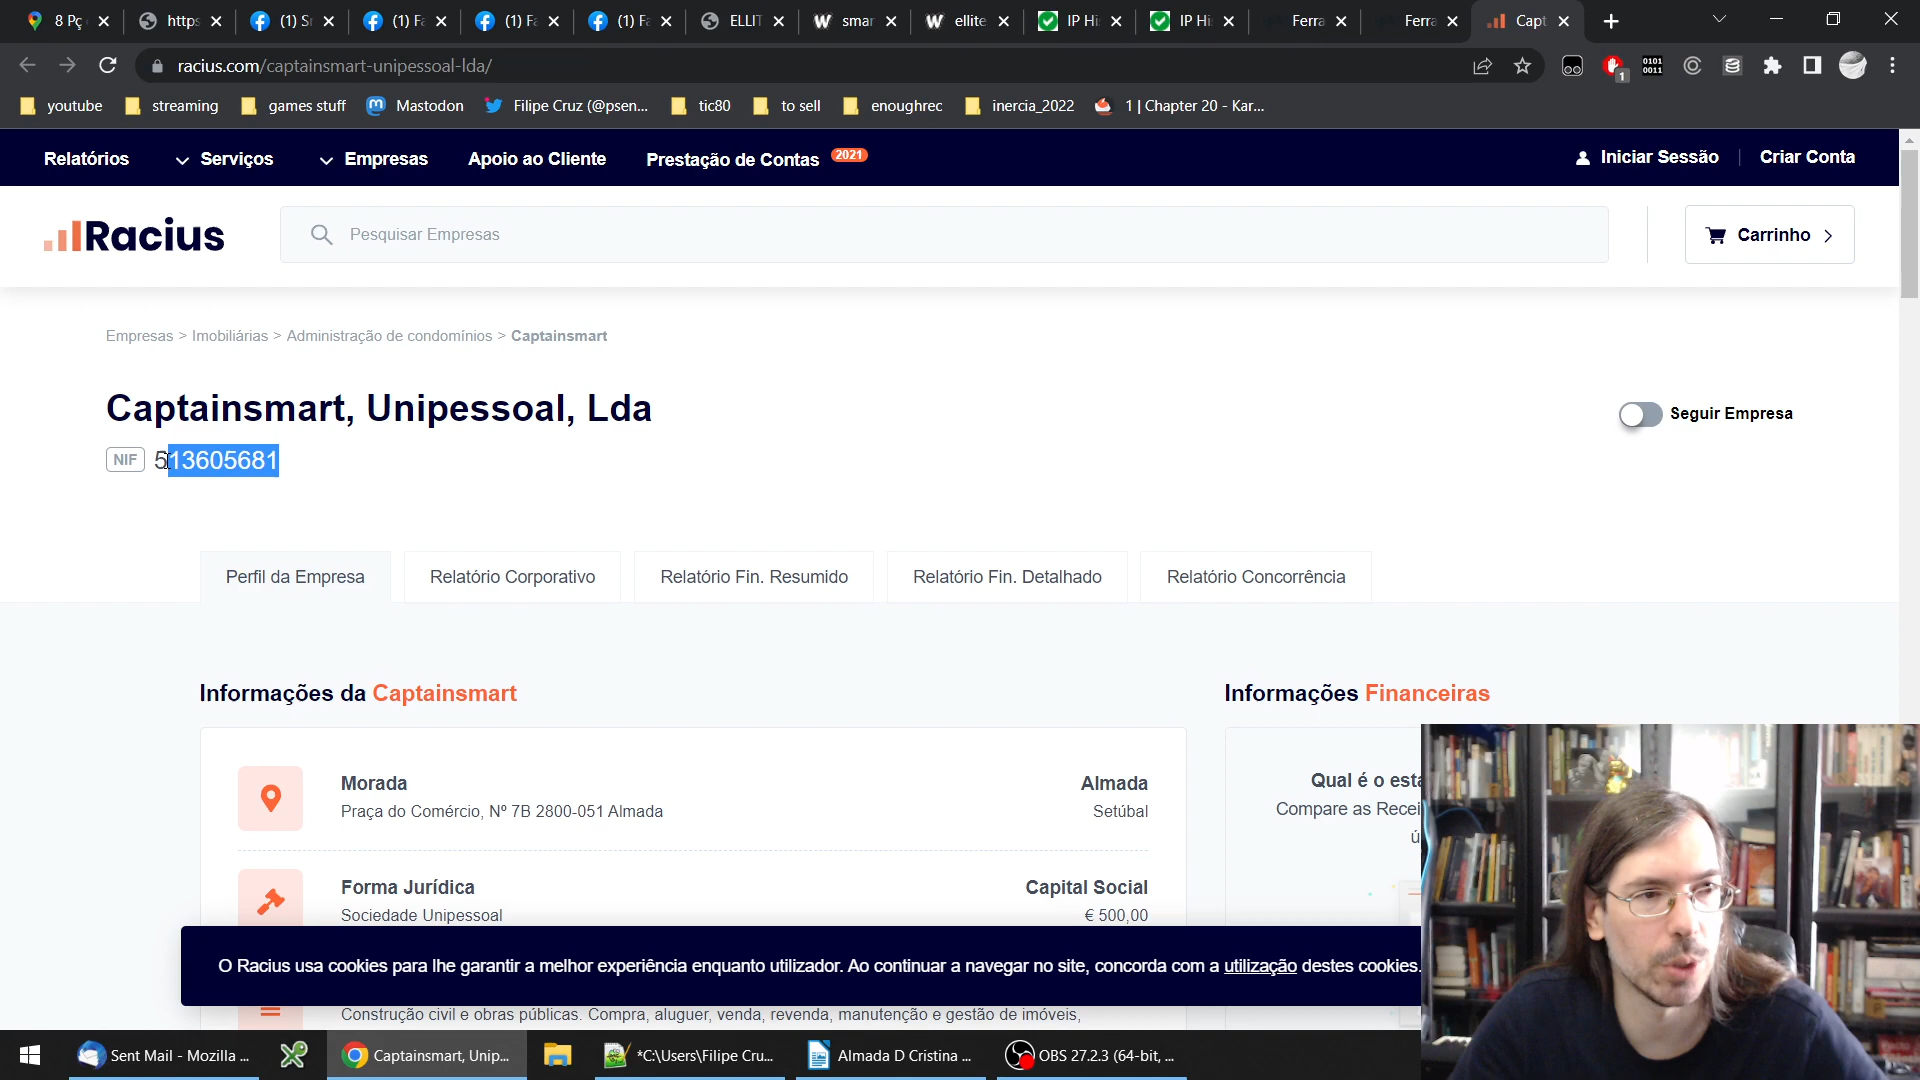 8 Pç
https
(1) Sr
(1) Fa
(1) Fa
(1) Fa
ELLIT
smar
ellite
IP Hi
IP Hi
Ferra
Ferra
Capt
racius.com/captainsmart-unipessoal-lda/
1
0101
0011
youtube
streaming
games stuff
Mastodon
Filipe Cruz (@psen...
tic80
to sell
enoughrec
inercia_2022
1 | Chapter 20 - Kar...
Relatórios
Serviços
Empresas
Apoio ao Cliente
Prestação de Contas 2021
Iniciar Sessão
Criar Conta
Racius
Pesquisar Empresas
Carrinho
Empresas > Imobiliárias > Administração de condomínios > Captainsmart
Captainsmart, Unipessoal, Lda
Seguir Empresa
NIF 513605681
Perfil da Empresa
Relatório Corporativo
Relatório Fin. Resumido
Relatório Fin. Detalhado
Relatório Concorrência
Informações da Captainsmart
Informações Financeiras
Morada
Almada
Praça do Comércio, Nº 7B 2800-051 Almada
Setúbal
Qual é o esta
Compare as Recei
ú
Forma Jurídica
Capital Social
Sociedade Unipessoal
€ 500,00
O Racius usa cookies para lhe garantir a melhor experiência enquanto utilizador. Ao continuar a navegar no site, concorda com a utilização destes cookies.
Construção civil e obras públicas. Compra, aluguer, venda, revenda, manutenção e gestão de imóveis,
Sent Mail - Mozilla ...
Captainsmart, Unip...
*C:\Users\Filipe Cru...
Almada D Cristina ...
OBS 27.2.3 (64-bit, ...